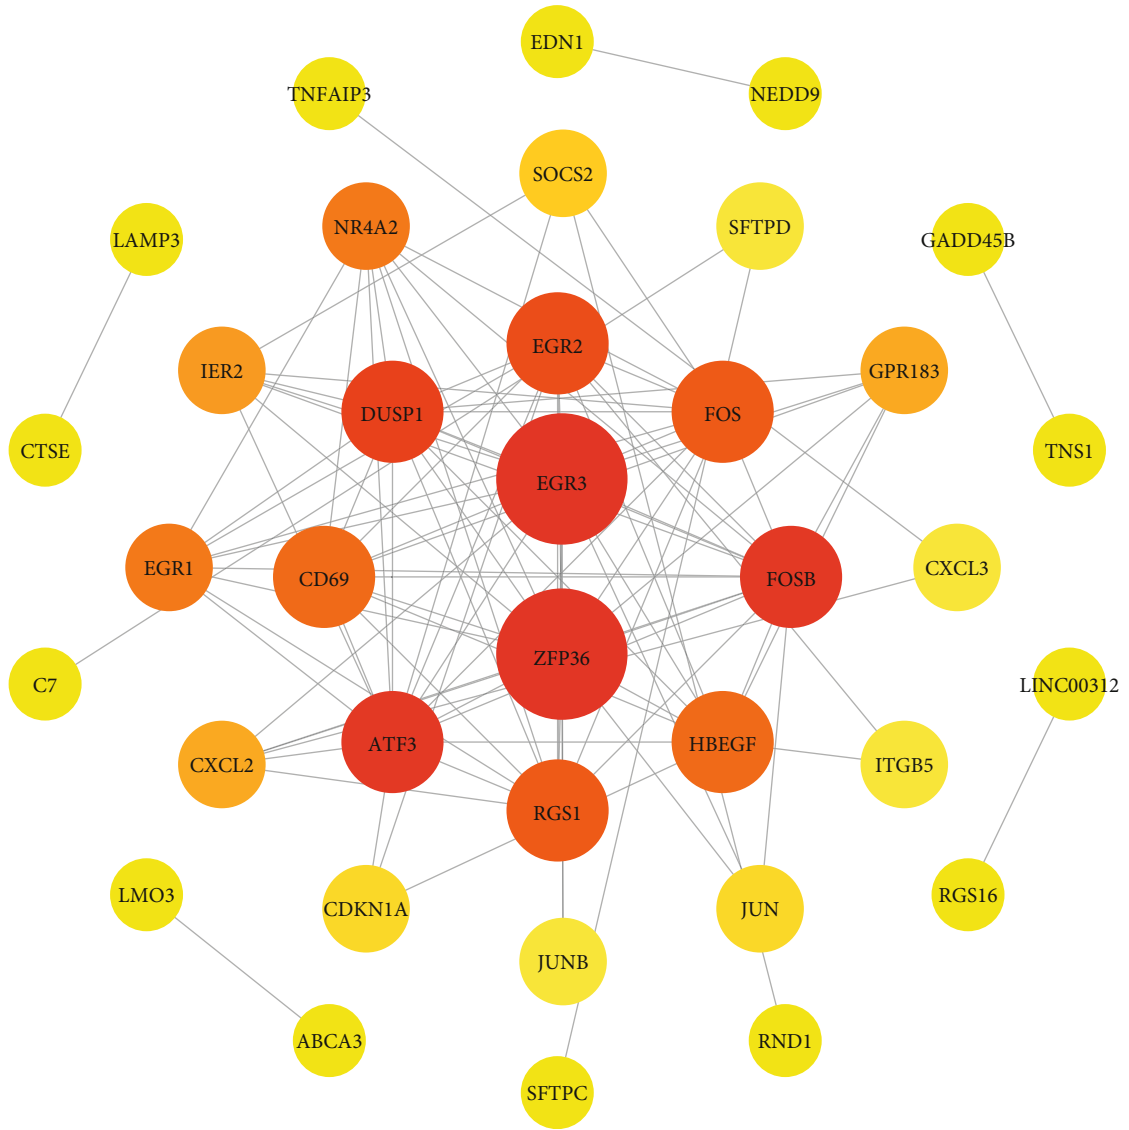 EDN1
TNFAIP3
NEDD9
SOCS2
NR4A2
SFTPD
LAMP3
GADD45B
EGR2
IER2
GPR183
DUSP1
FOS
CTSE
TNS1
EGR3
EGR1
CD69
FOSB
CXCL3
ZFP36
C7
LINC00312
ATF3
HBEGF
CXCL2
ITGB5
RGS1
LMO3
RGS16
CDKN1A
JUN
JUNB
ABCA3
RND1
SFTPC